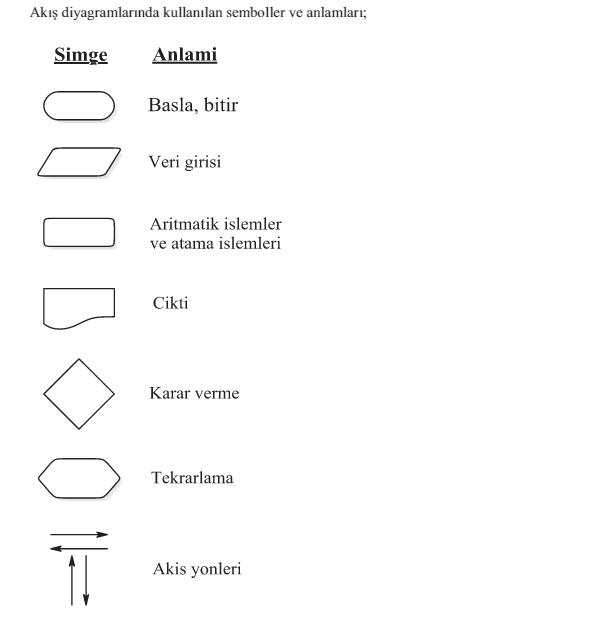 Akış diyagramlarında kullanılan semboller ve anlamları;
Simge Anlami
Basla, bitir
Veri girisi
Aritmatik islemler
ve atama islemleri
Cikti
Karar verme
Tekrarlama
Akis yonleri